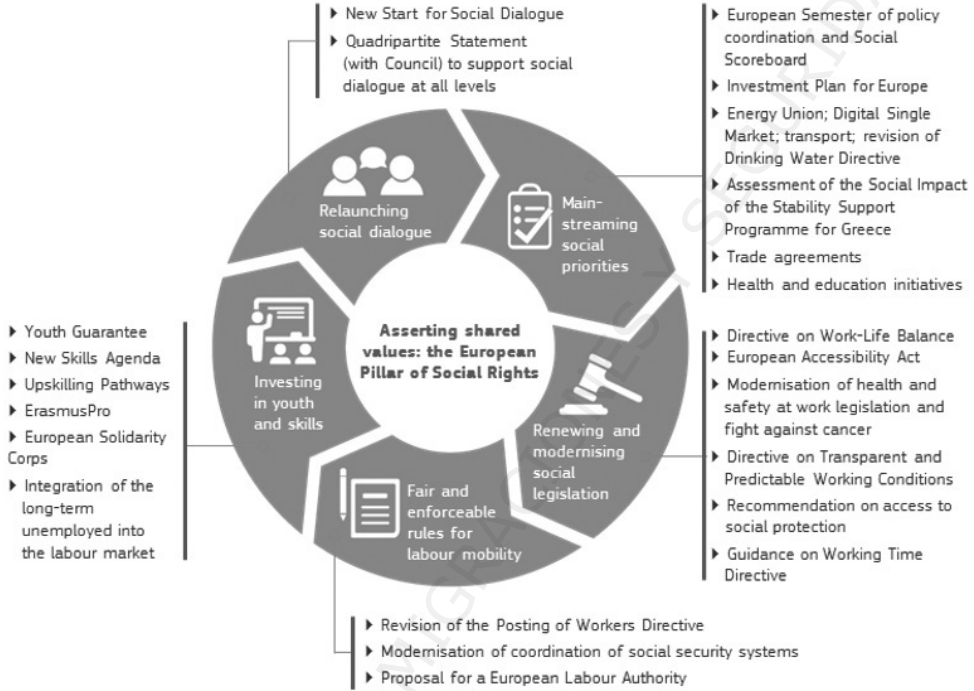 ▶ New Start for Social Dialogue
▶ Quadripartite Statement
(with Council) to support social
dialogue at all levels
▶ European Semester of policy
coordination and Social
Scoreboard
▶ Investment Plan for Europe
▶ Energy Union; Digital Single
Market; transport; revision of
Drinking Water Directive
▶ Assessment of the Social Impact
of the Stability Support
Programme for Greece
▶ Trade agreements
▶ Health and education initiatives
Relaunching
social dialogue
Main-
streaming
social
priorities
Asserting shared
values: the European
Pillar of Social Rights
▶ Youth Guarantee
▶ New Skills Agenda
▶ Upskilling Pathways
▶ ErasmusPro
▶ European Solidarity
Corps
▶ Integration of the
long-term
unemployed into
the labour market
Investing
in youth
and skills
Renewing and
modernising
social
legislation
▶ Directive on Work-Life Balance
▶ European Accessibility Act
▶ Modernisation of health and
safety at work legislation and
fight against cancer
▶ Directive on Transparent and
Predictable Working Conditions
▶ Recommendation on access to
social protection
▶ Guidance on Working Time
Directive
Fair and
enforceable
rules for
labour mobility
▶ Revision of the Posting of Workers Directive
▶ Modernisation of coordination of social security systems
▶ Proposal for a European Labour Authority
MIGRACIONES Y SEGURIDA